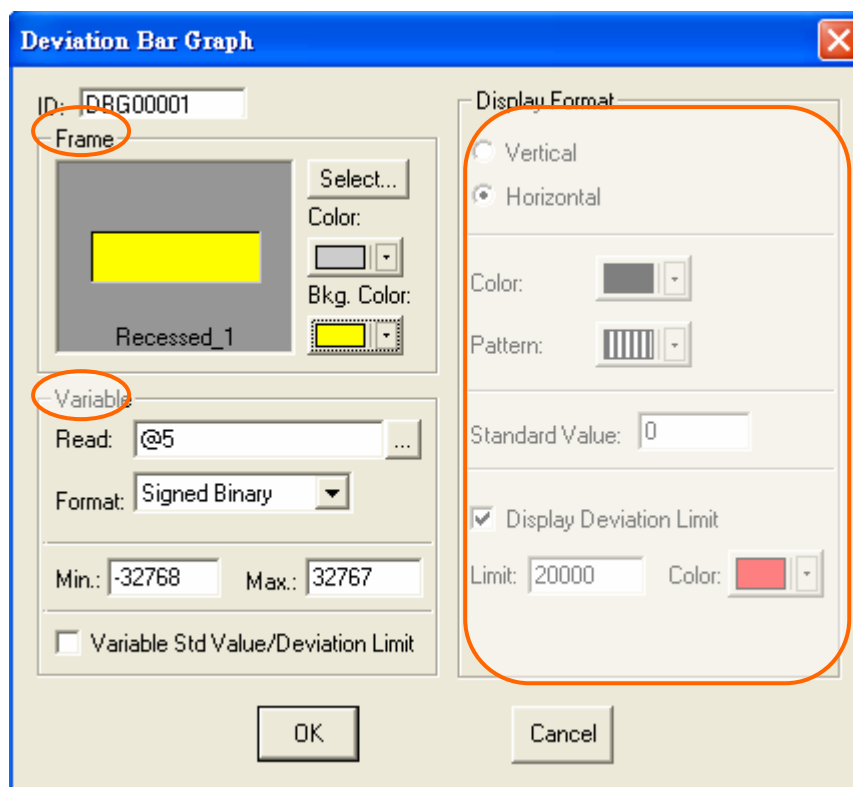 Deviation Bar Graph
ID: DBG00001
Frame
Select...
Color:
Bkg. Color:
Recessed_1
Variable
Read: @5 ...
Format: Signed Binary
Min.: -32768 Max.: 32767
Variable Std Value/Deviation Limit
Display Format
Vertical
Horizontal
Color:
Pattern:
Standard Value: 0
Display Deviation Limit
Limit: 20000 Color:
OK Cancel